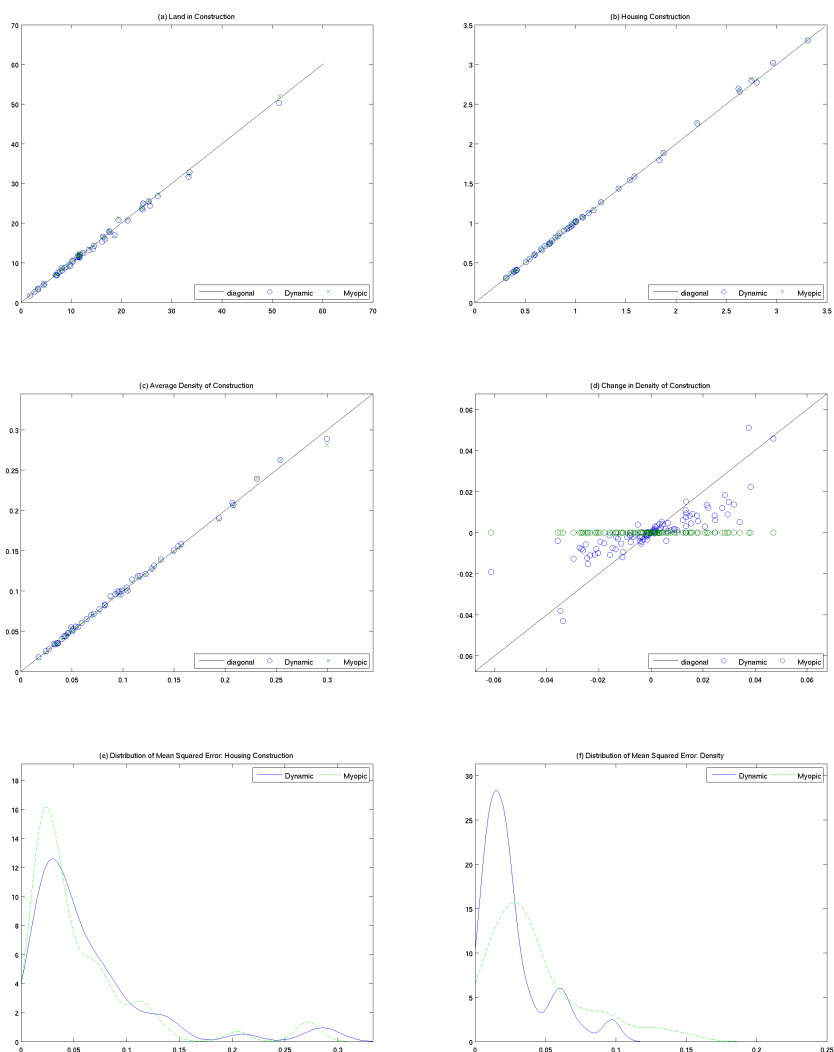 (a) Land in Construction
70
60
50
40
30
20
10
0
0 10 20 30 40 50 60 70
diagonal Dynamic Myopic
(b) Housing Construction
3.5
3
2.5
2
1.5
1
0.5
0
0 0.5 1 1.5 2 2.5 3 3.5
diagonal Dynamic Myopic
(c) Average Density of Construction
0.3
0.25
0.2
0.15
0.1
0.05
0
0 0.05 0.1 0.15 0.2 0.25 0.3
diagonal Dynamic Myopic
(d) Change in Density of Construction
0.06
0.04
0.02
0
-0.02
-0.04
-0.06
-0.06 -0.04 -0.02 0 0.02 0.04 0.06
diagonal Dynamic Myopic
(e) Distribution of Mean Squared Error: Housing Construction
Dynamic Myopic
18
16
14
12
10
8
6
4
2
0
0 0.05 0.1 0.15 0.2 0.25 0.3
(f) Distribution of Mean Squared Error: Density
Dynamic Myopic
30
25
20
15
10
5
0
0 0.05 0.1 0.15 0.2 0.25